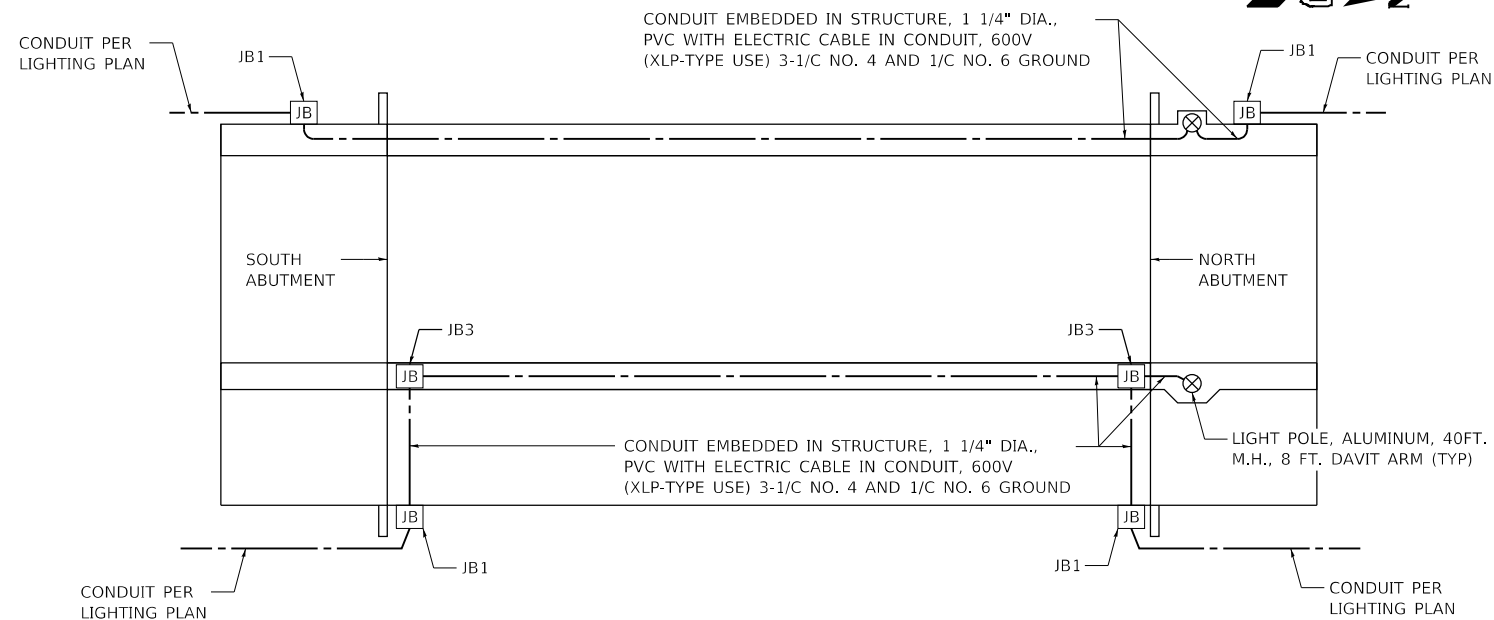 CONDUIT EMBEDDED IN STRUCTURE, 1 1/4" DIA.,
PVC WITH ELECTRIC CABLE IN CONDUIT, 600V
(XLP-TYPE USE) 3-1/C NO. 4 AND 1/C NO. 6 GROUND
CONDUIT PER
LIGHTING PLAN
JB1
JB1
CONDUIT PER
LIGHTING PLAN
JB
JB
SOUTH
ABUTMENT
NORTH
ABUTMENT
JB3
JB3
JB
JB
CONDUIT EMBEDDED IN STRUCTURE, 1 1/4" DIA.,
PVC WITH ELECTRIC CABLE IN CONDUIT, 600V
(XLP-TYPE USE) 3-1/C NO. 4 AND 1/C NO. 6 GROUND
LIGHT POLE, ALUMINUM, 40FT.
M.H., 8 FT. DAVIT ARM (TYP)
JB
JB
JB1
JB1
CONDUIT PER
LIGHTING PLAN
CONDUIT PER
LIGHTING PLAN